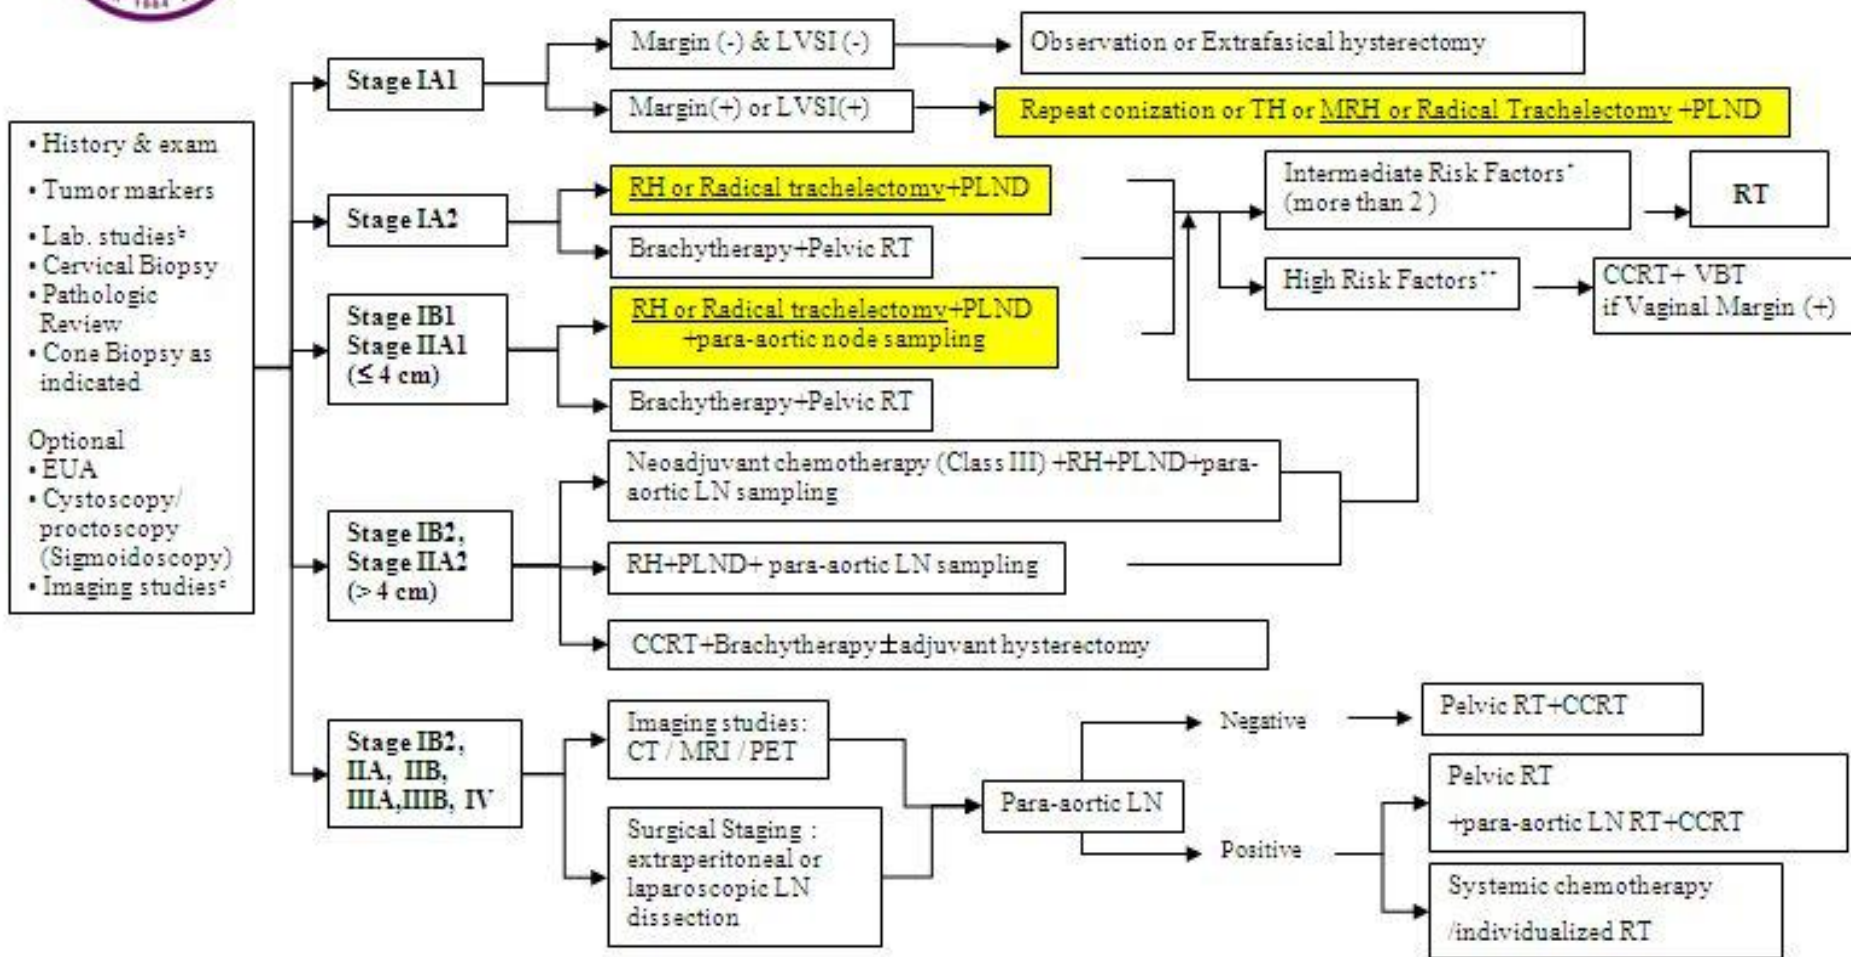 1884
• History & exam
• Tumor markers
• Lab. studiesᵇ
• Cervical Biopsy
• Pathologic
Review
• Cone Biopsy as
indicated
Optional
• EUA
• Cystoscopy/
proctoscopy
(Sigmoidoscopy)
• Imaging studiesᶜ
Stage IA1
Margin (-) & LVSI (-)
Observation or Extrafasical hysterectomy
Margin(+) or LVSI(+)
Repeat conization or TH or MRH or Radical Trachelectomy +PLND
Stage IA2
RH or Radical trachelectomy+PLND
Brachytherapy+Pelvic RT
Intermediate Risk Factors*
(more than 2 )
RT
High Risk Factors**
CCRT+ VBT
if Vaginal Margin (+)
Stage IB1
Stage IIA1
(≤ 4 cm)
RH or Radical trachelectomy+PLND
+para-aortic node sampling
Brachytherapy+Pelvic RT
Stage IB2,
Stage IIA2
(> 4 cm)
Neoadjuvant chemotherapy (Class III) +RH+PLND+para-
aortic LN sampling
RH+PLND+ para-aortic LN sampling
CCRT+Brachytherapy±adjuvant hysterectomy
Stage IB2,
IIA, IIB,
IIIA,IIIB, IV
Imaging studies:
CT / MRI / PET
Surgical Staging :
extraperitoneal or
laparoscopic LN
dissection
Para-aortic LN
Negative
Pelvic RT+CCRT
Positive
Pelvic RT
+para-aortic LN RT+CCRT
Systemic chemotherapy
/individualized RT